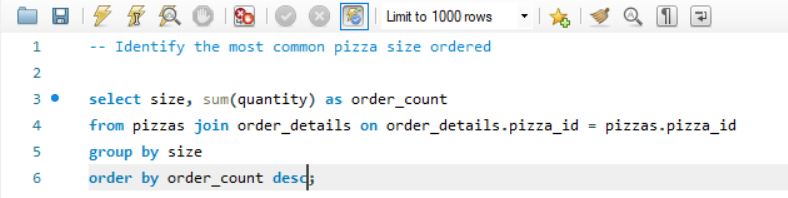 Limit to 1000 rows
1 -- Identify the most common pizza size ordered
2
3 select size, sum(quantity) as order_count
4 from pizzas join order_details on order_details.pizza_id = pizzas.pizza_id
5 group by size
6 order by order_count desc;